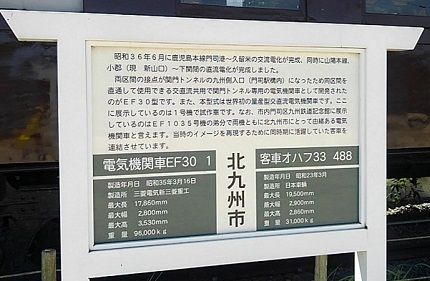 昭和36年6月に鹿児島本線門司港～久留米の交流電化が完成、同時に山陽本線、
小郡（現 新山口）～下関間の直流電化が完成しました。
両区間の接点が関門トンネルの九州側入口（門司駅構内）になったため同区間を
直通して使用できる交直流共用で関門トンネル専用の電気機関車として開発されたの
がEF30型です。また、本型式は世界初の量産型交直流電気機関車です。ここ
に展示しているのは1号機で試作車です。なお、市内門司区九州鉄道記念館に展示
しているのはEF1035号機の弟分で両機ともに北九州市にとって由緒ある電気
機関車と言えます。当時のイメージを再現するために同時期に活躍していた客車を
連結させています。
電気機関車EF30 1
製造年月日 昭和35年3月16日
製造所 三菱電気新三菱重工
最大長 17,860mm
最大幅 2,800mm
最大高 3,530mm
重量 96,000kg
北九州市
客車オハフ33 488
製造年月日 昭和23年3月
製造所 日本車輌
最大長 19,500mm
最大幅 2,900mm
最大高 2,860mm
重量 31,000kg